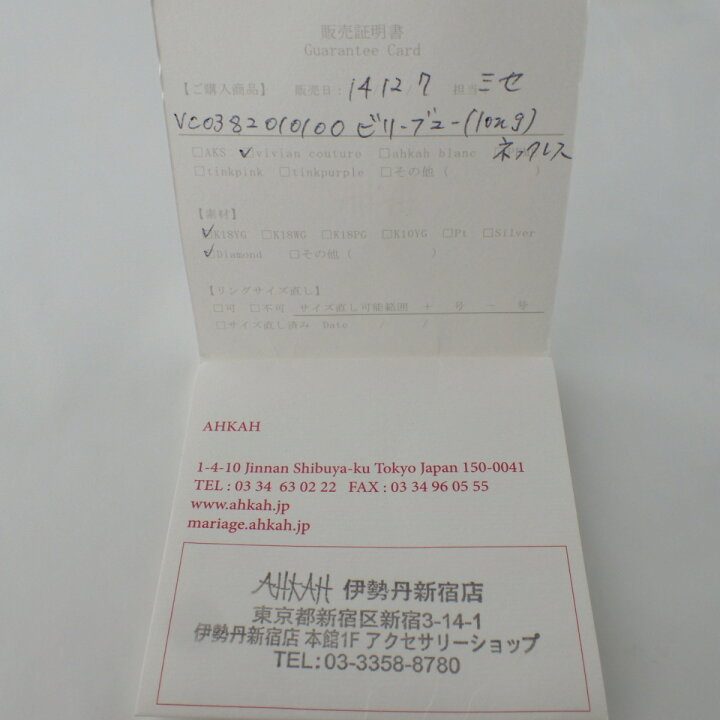 販売証明書
Guarantee Card
【ご購入商品】 販売日: 14/12/7 担当 ミセ
VC0382010100 ビリーブユー(long)
ネックレス
□AKS ☑vivian couture □ahkah blanc
□tinkpink □tinkpurple □その他( )
【素材】
☑K18YG □K18WG □K18PG □K10YG □Pt □Silver
☑Diamond □その他( )
【リングサイズ直し】
□可 □不可 サイズ直し可能範囲 + 号 − 号
□サイズ直し済み Date / /
AHKAH
1-4-10 Jinnan Shibuya-ku Tokyo Japan 150-0041
TEL : 03 34 63 02 22 FAX : 03 34 96 05 55
www.ahkah.jp
mariage.ahkah.jp
AHKAH 伊勢丹新宿店
東京都新宿区新宿3-14-1
伊勢丹新宿店 本館1F アクセサリーショップ
TEL:03-3358-8780